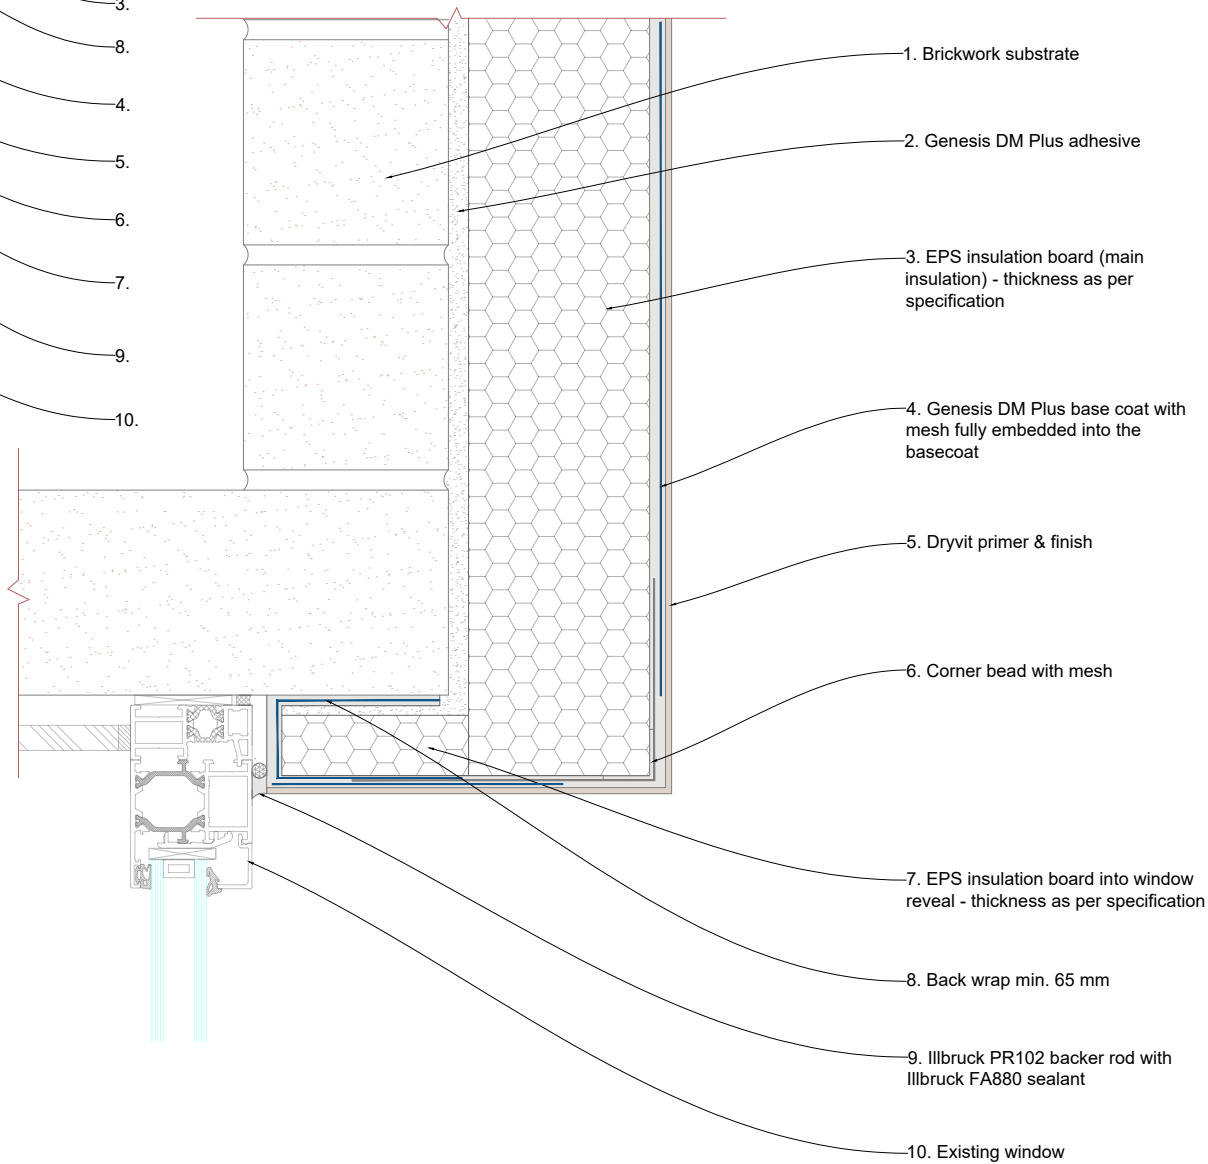 3.
8.
4.
5.
6.
7.
9.
10.
1. Brickwork substrate
2. Genesis DM Plus adhesive
3. EPS insulation board (main
insulation) - thickness as per
specification
4. Genesis DM Plus base coat with
mesh fully embedded into the
basecoat
5. Dryvit primer & finish
6. Corner bead with mesh
7. EPS insulation board into window
reveal - thickness as per specification
8. Back wrap min. 65 mm
9. Illbruck PR102 backer rod with
Illbruck FA880 sealant
10. Existing window